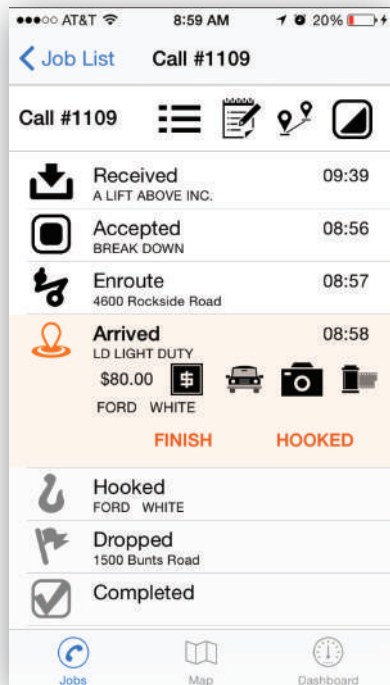 AT&T 8:59 AM 20%
Job List Call #1109
Call #1109
Received 09:39
A LIFT ABOVE INC.
Accepted 08:56
BREAK DOWN
Enroute 08:57
4600 Rockside Road
Arrived 08:58
LD LIGHT DUTY
$80.00 $
FORD WHITE
FINISH HOOKED
Hooked
FORD WHITE
Dropped
1500 Bunts Road
Completed
Jobs Map Dashboard